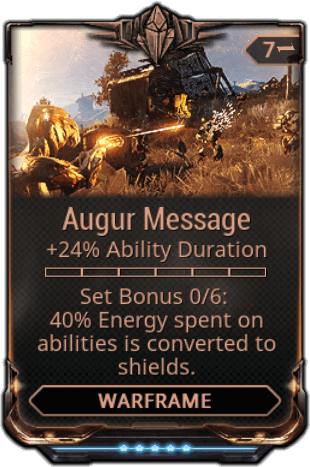 7
Augur Message
+24% Ability Duration
Set Bonus 0/6:
40% Energy spent on
abilities is converted to
shields.
WARFRAME